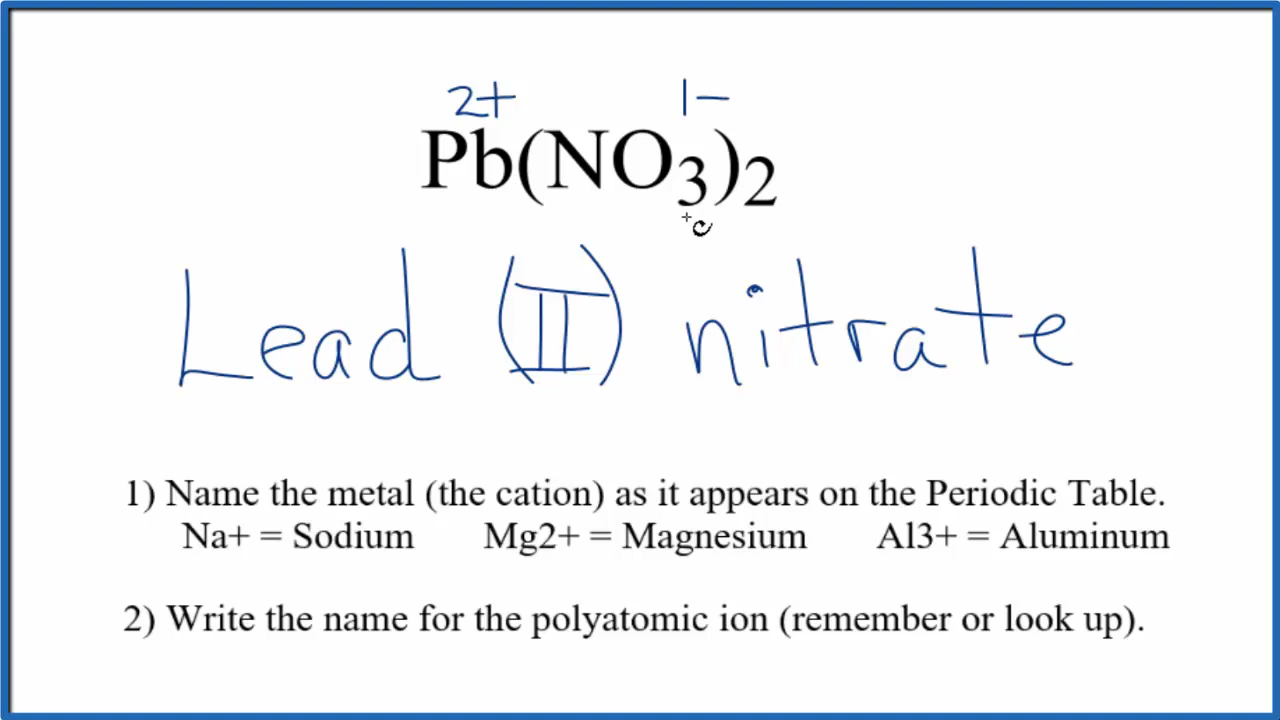 2+ 1−
Pb(NO3)2
Lead (II) nitrate
1) Name the metal (the cation) as it appears on the Periodic Table.
Na+ = Sodium Mg2+ = Magnesium Al3+ = Aluminum
2) Write the name for the polyatomic ion (remember or look up).